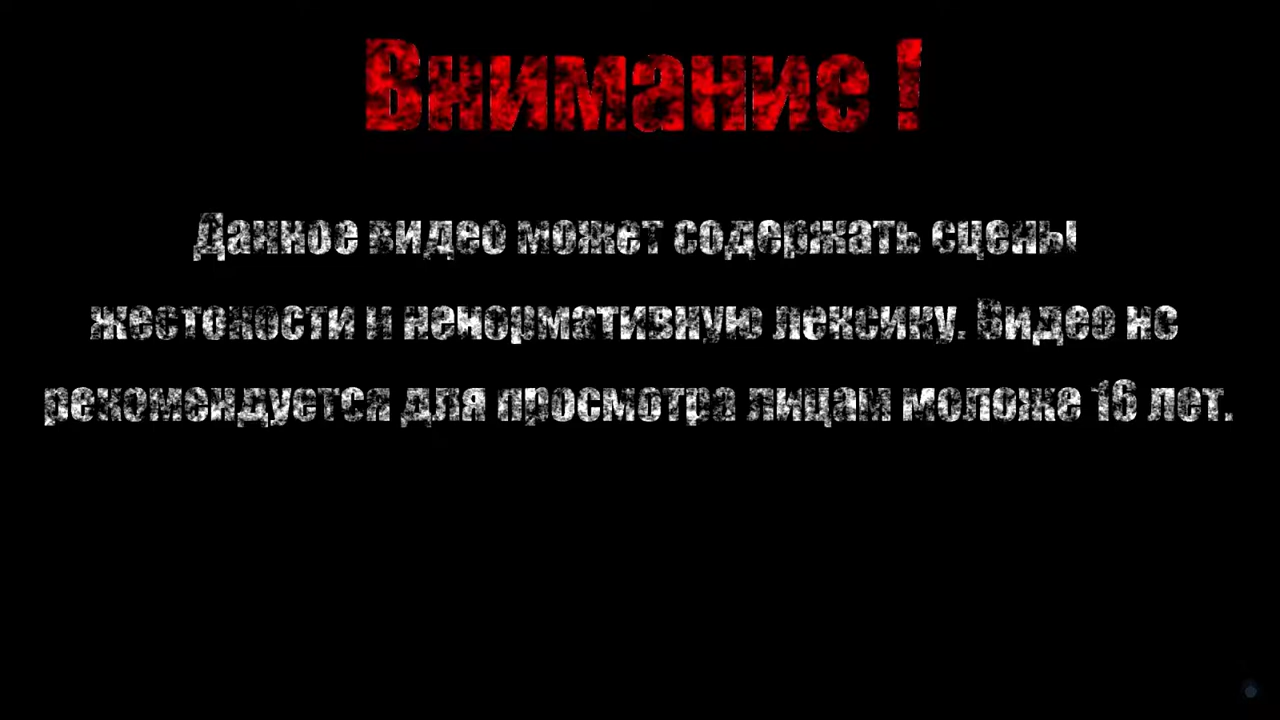 Внимание !
Данное видео может содержать сцены
жестокости и ненормативную лексику. Видео не
рекомендуется для просмотра лицам моложе 16 лет.